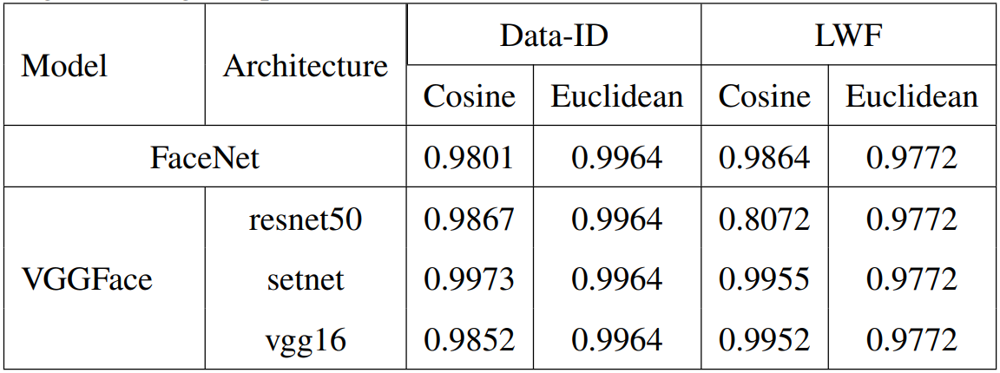 Model Architecture Data-ID LWF
Cosine Euclidean Cosine Euclidean
FaceNet 0.9801 0.9964 0.9864 0.9772
resnet50 0.9867 0.9964 0.8072 0.9772
VGGFace setnet 0.9973 0.9964 0.9955 0.9772
vgg16 0.9852 0.9964 0.9952 0.9772